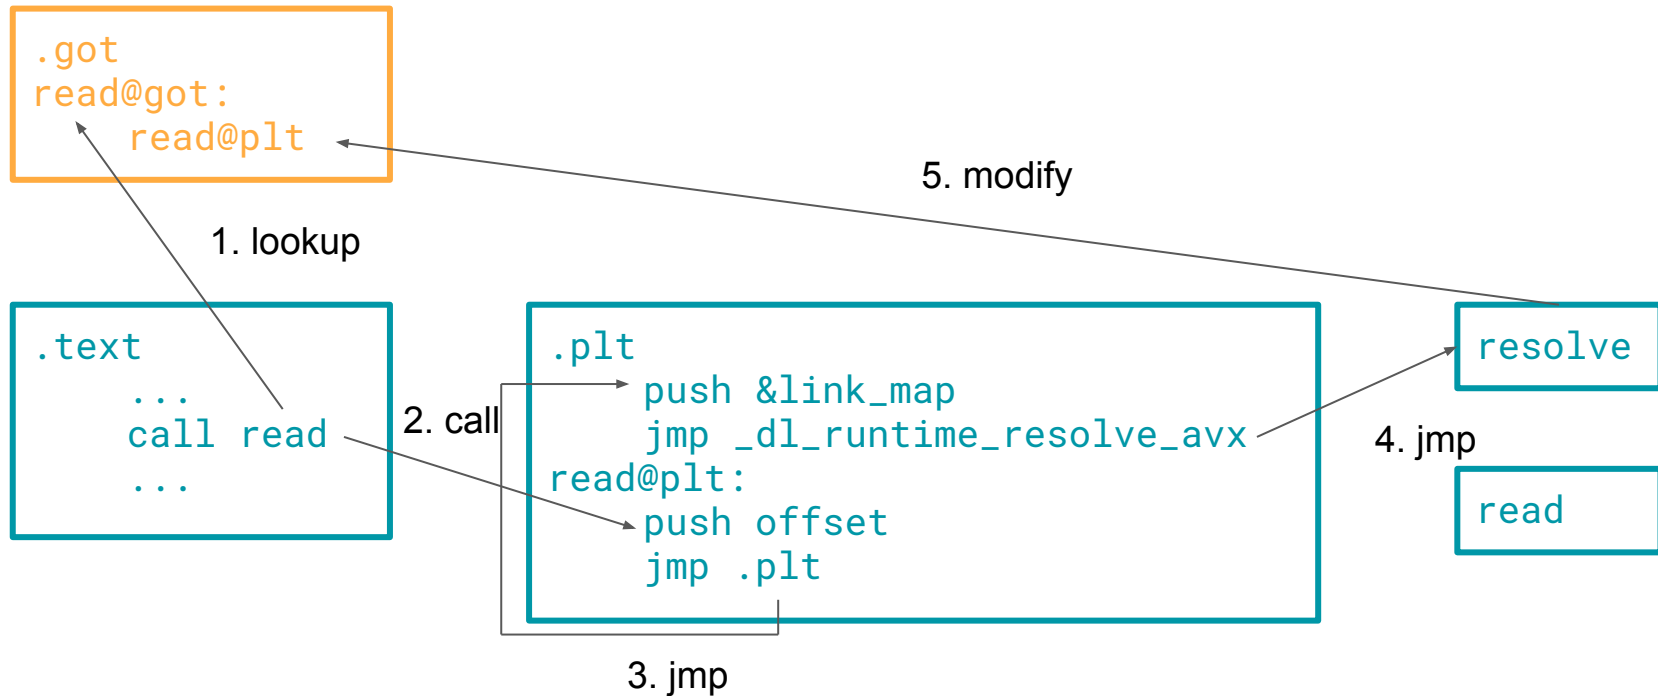 .got
read@got:
read@plt
5. modify
1. lookup
.text
...
call read
...
2. call
.plt
push &link_map
jmp _dl_runtime_resolve_avx
read@plt:
push offset
jmp .plt
3. jmp
resolve
4. jmp
read